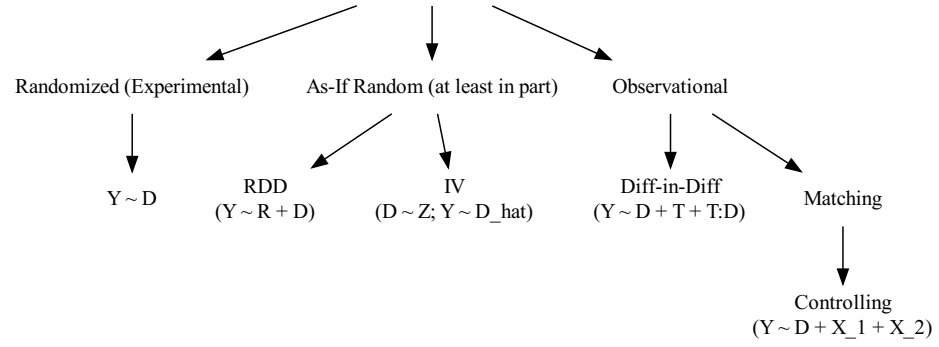 Randomized (Experimental)
As-If Random (at least in part)
Observational
Y ~ D
RDD
(Y ~ R + D)
IV
(D ~ Z; Y ~ D_hat)
Diff-in-Diff
(Y ~ D + T + T:D)
Matching
Controlling
(Y ~ D + X_1 + X_2)